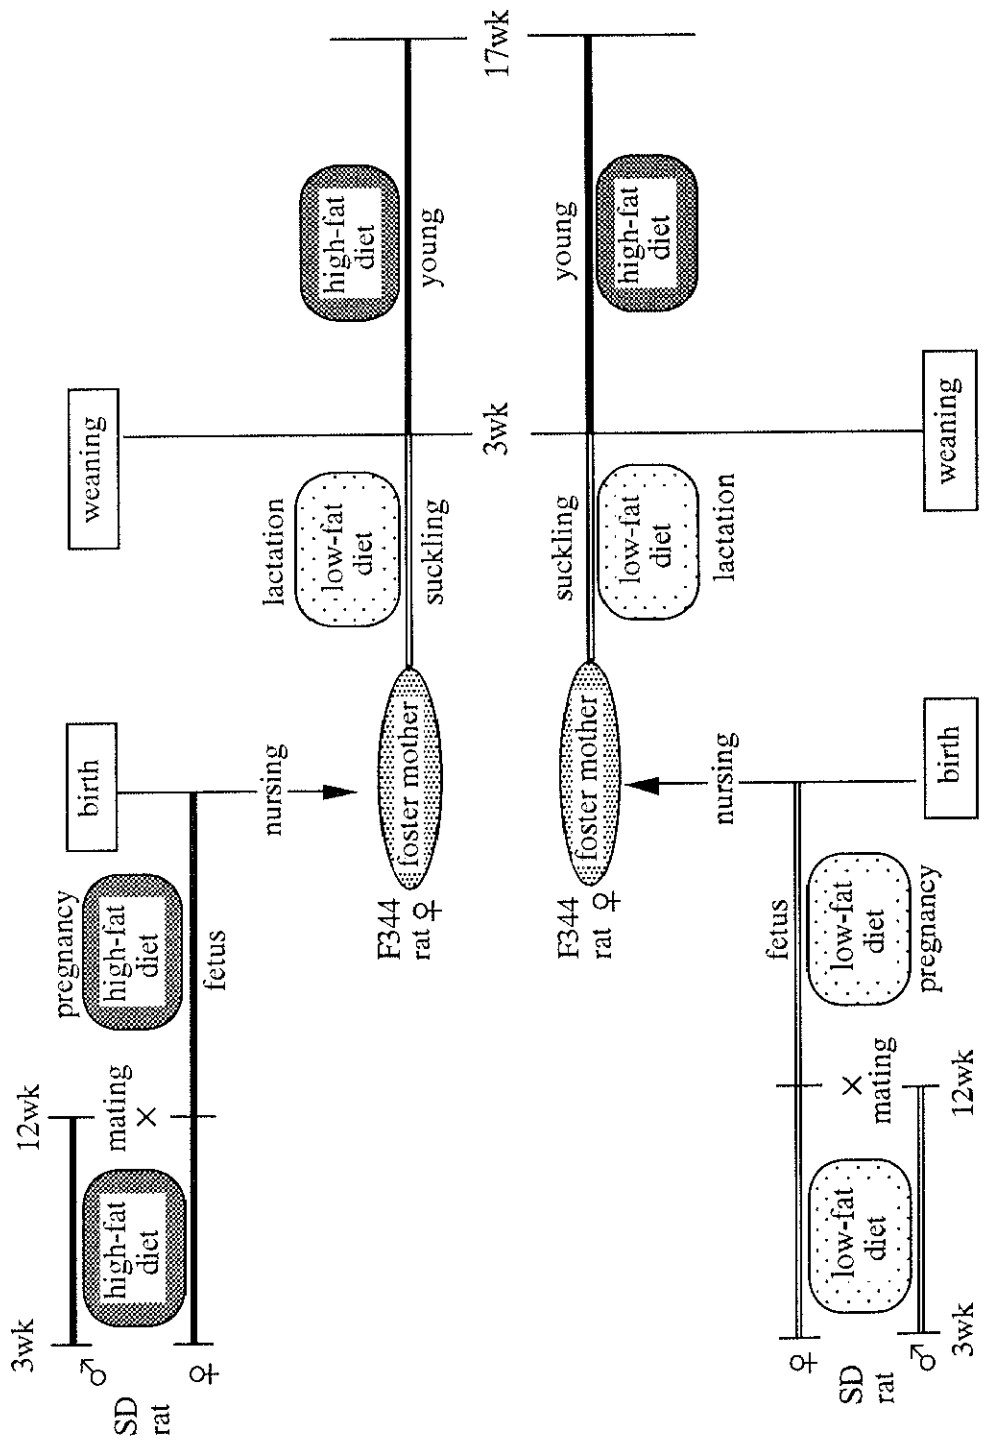 3wk
12wk
SD
rat
♂
♀
high-fat
diet
mating
×
pregnancy
high-fat
diet
fetus
birth
nursing
F344
rat ♀
foster mother
lactation
low-fat
diet
suckling
weaning
high-fat
diet
young
3wk
17wk
F344
rat ♀
foster mother
suckling
low-fat
diet
lactation
weaning
young
high-fat
diet
SD
rat
♀
♂
low-fat
diet
3wk
12wk
×
mating
fetus
low-fat
diet
pregnancy
nursing
birth